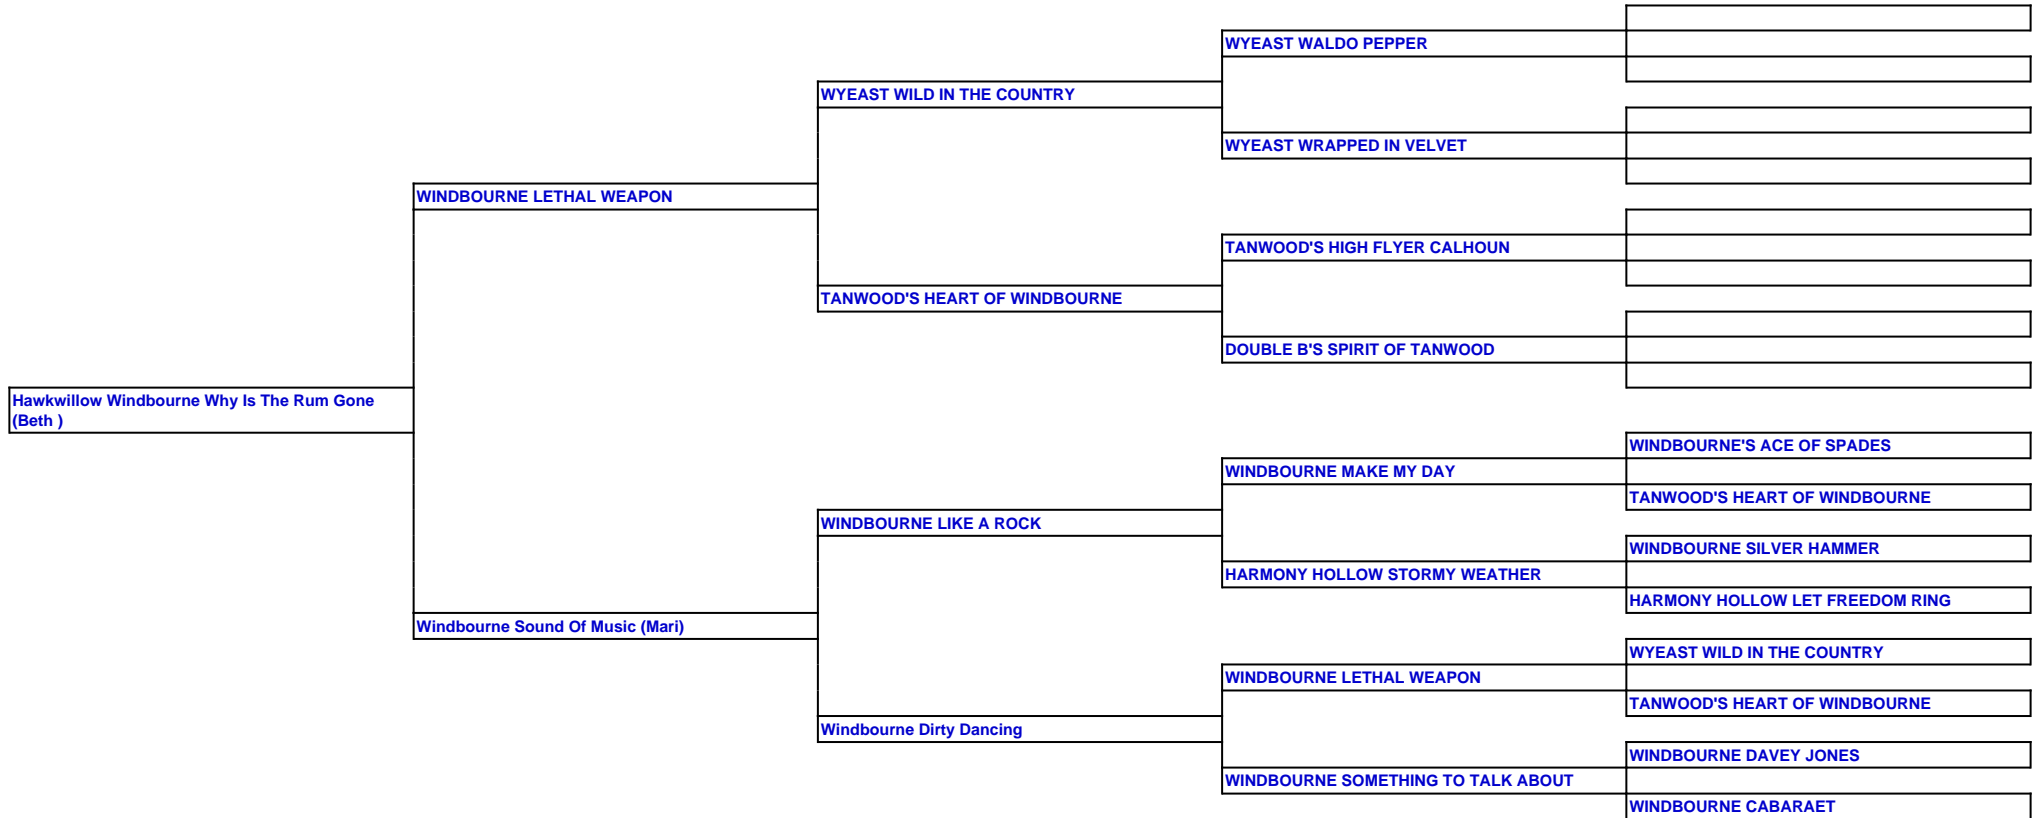 WYEAST WALDO PEPPER
WYEAST WILD IN THE COUNTRY
WYEAST WRAPPED IN VELVET
WINDBOURNE LETHAL WEAPON
TANWOOD'S HIGH FLYER CALHOUN
TANWOOD'S HEART OF WINDBOURNE
DOUBLE B'S SPIRIT OF TANWOOD
Hawkwillow Windbourne Why Is The Rum Gone
(Beth )
WINDBOURNE'S ACE OF SPADES
WINDBOURNE MAKE MY DAY
TANWOOD'S HEART OF WINDBOURNE
WINDBOURNE LIKE A ROCK
WINDBOURNE SILVER HAMMER
HARMONY HOLLOW STORMY WEATHER
HARMONY HOLLOW LET FREEDOM RING
Windbourne Sound Of Music (Mari)
WYEAST WILD IN THE COUNTRY
WINDBOURNE LETHAL WEAPON
TANWOOD'S HEART OF WINDBOURNE
Windbourne Dirty Dancing
WINDBOURNE DAVEY JONES
WINDBOURNE SOMETHING TO TALK ABOUT
WINDBOURNE CABARAET